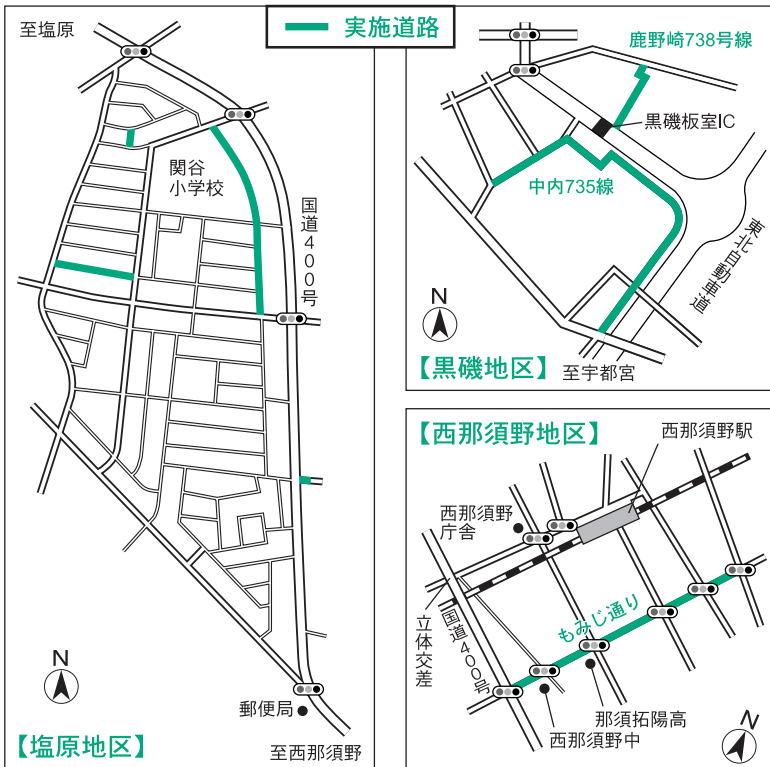 実施道路
至塩原
関谷
小学校
国道400号
N
郵便局
【塩原地区】
至西那須野
鹿野崎738号線
黒磯板室IC
中内735線
東北自動車道
N
【黒磯地区】
至宇都宮
【西那須野地区】
西那須野駅
西那須野
庁舎
もみじ通り
立体交差
国道400号
那須拓陽高
西那須野中
N